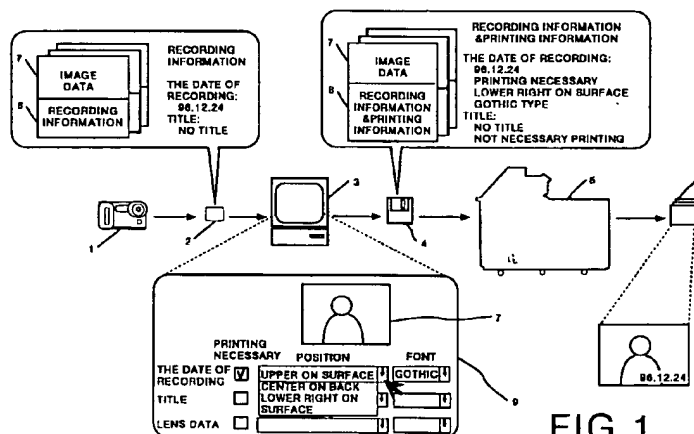 RECORDING
INFORMATION
THE DATE OF
RECORDING:
96.12.24
TITLE:
NO TITLE
7
IMAGE
DATA
RECORDING
INFORMATION
RECORDING INFORMATION
&PRINTING INFORMATION
THE DATE OF RECORDING:
96.12.24
PRINTING NECESSARY
LOWER RIGHT ON SURFACE
GOTHIC TYPE
TITLE:
NO TITLE
NOT NECESSARY PRINTING
7
IMAGE
DATA
8
RECORDING
INFORMATION
&PRINTING
INFORMATION
1
2
3
4
7
PRINTING
NECESSARY
POSITION
FONT
THE DATE OF
RECORDING
UPPER ON SURFACE
GOTHIC
CENTER ON BACK
LOWER RIGHT ON
SURFACE
TITLE
LENS DATA
9
96.12.24
FIG 1